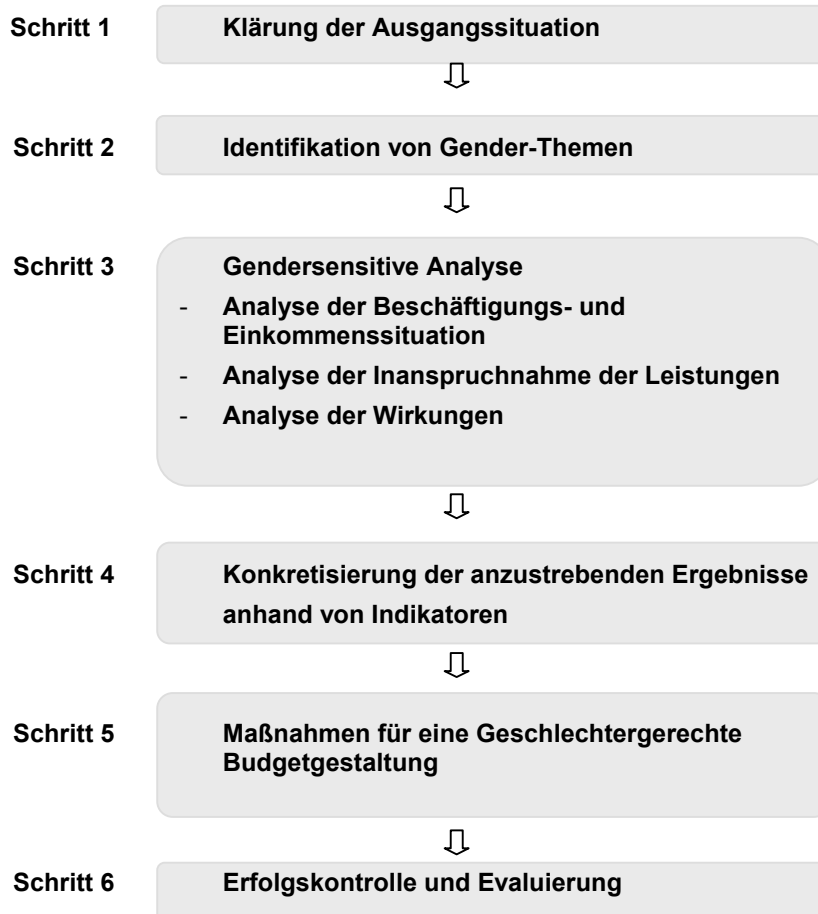 Schritt 1 Klärung der Ausgangssituation
Schritt 2 Identifikation von Gender-Themen
Schritt 3 Gendersensitive Analyse
- Analyse der Beschäftigungs- und
Einkommenssituation
- Analyse der Inanspruchnahme der Leistungen
- Analyse der Wirkungen
Schritt 4 Konkretisierung der anzustrebenden Ergebnisse
anhand von Indikatoren
Schritt 5 Maßnahmen für eine Geschlechtergerechte
Budgetgestaltung
Schritt 6 Erfolgskontrolle und Evaluierung